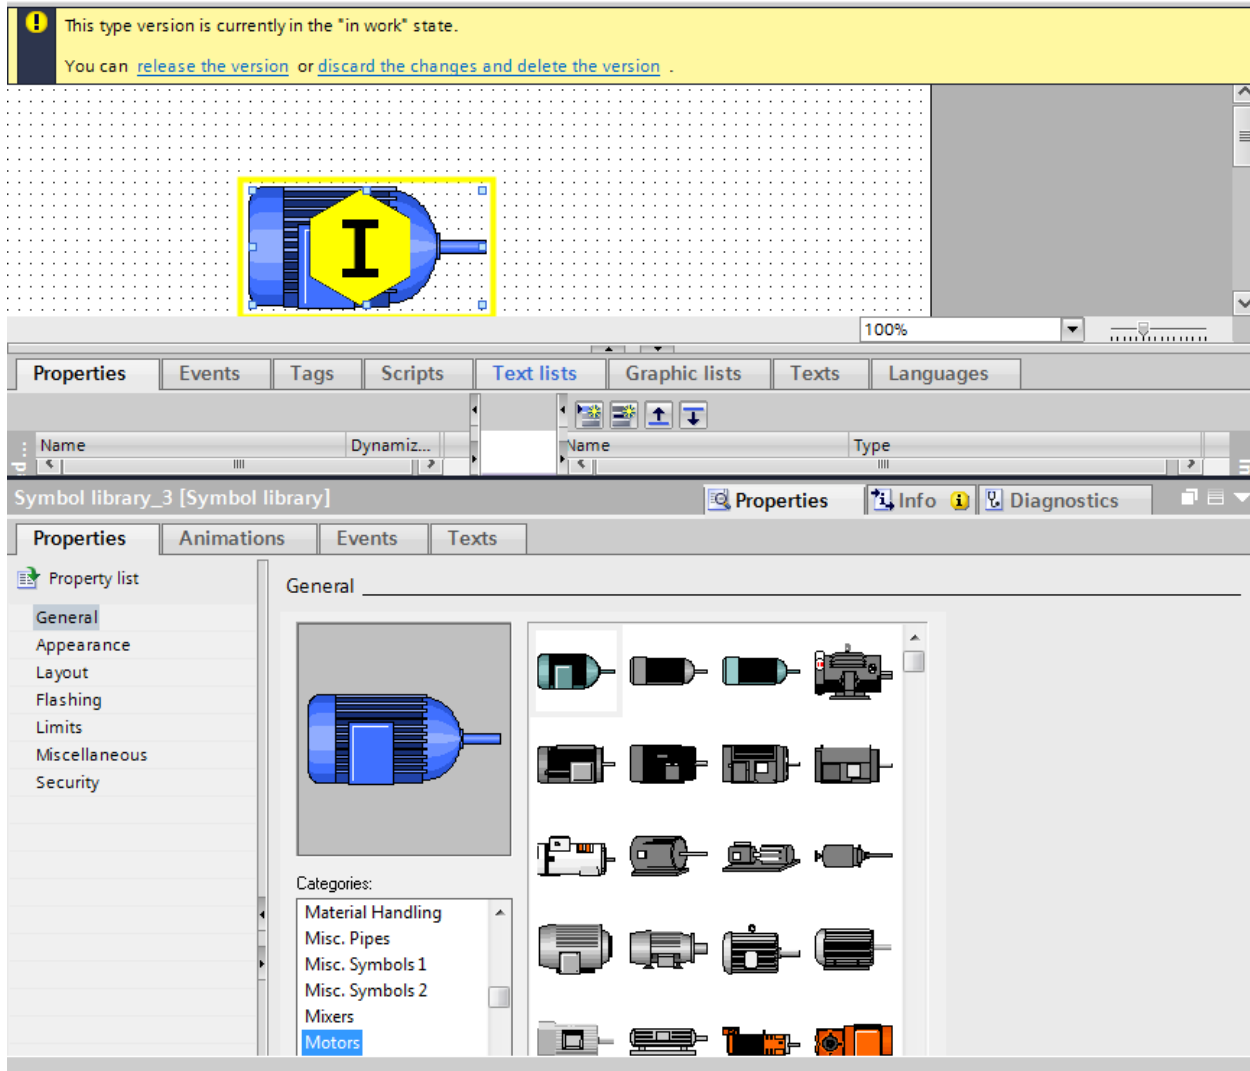 This type version is currently in the "in work" state.
You can release the version or discard the changes and delete the version .
I
100%
Properties Events Tags Scripts Text lists Graphic lists Texts Languages
Name Dynamiz... Name Type
Symbol library_3 [Symbol library] Properties Info Diagnostics
Properties Animations Events Texts
Property list
General
General
Appearance
Layout
Flashing
Limits
Miscellaneous
Security
Categories:
Material Handling
Misc. Pipes
Misc. Symbols 1
Misc. Symbols 2
Mixers
Motors